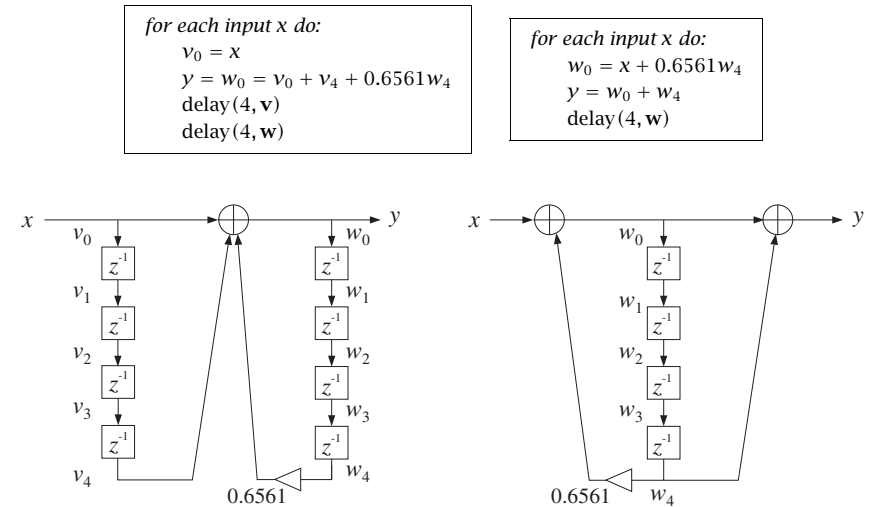 for each input x do:
v₀ = x
y = w₀ = v₀ + v₄ + 0.6561w₄
delay(4, v)
delay(4, w)
for each input x do:
w₀ = x + 0.6561w₄
y = w₀ + w₄
delay(4, w)
x
y
v₀
w₀
z⁻¹
z⁻¹
v₁
w₁
z⁻¹
z⁻¹
v₂
w₂
z⁻¹
z⁻¹
v₃
w₃
z⁻¹
z⁻¹
v₄
w₄
0.6561
x
y
w₀
z⁻¹
w₁
z⁻¹
w₂
z⁻¹
w₃
z⁻¹
0.6561
w₄